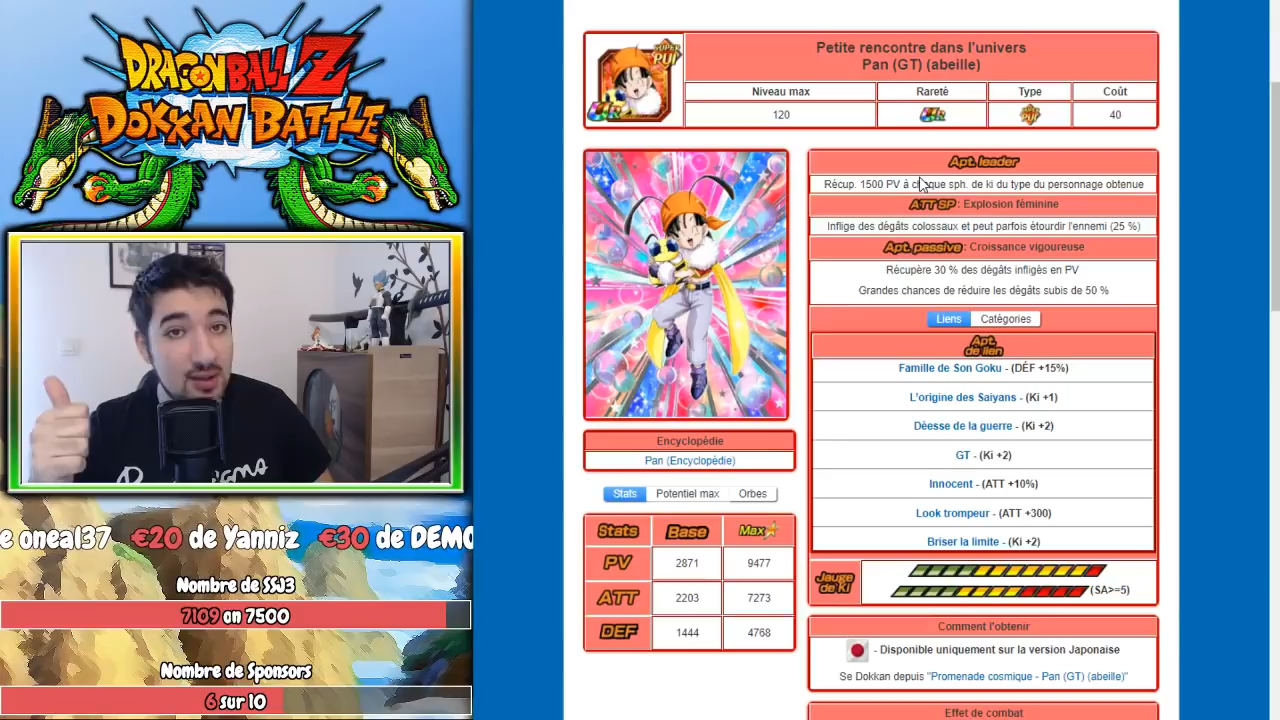 DRAGONBALL Z
DOKKAN BATTLE
e oneal37 €20 de Yanniz €30 de DEMO
Nombre de SSJ3
7109 on 7500
Nombre de Sponsors
6 sur 10
Petite rencontre dans l'univers
Pan (GT) (abeille)
SUPER PUI
UR
Niveau max Rareté Type Coût
120 UR SUPER PUI 40
Apt. leader
Récup. 1500 PV à chaque sph. de ki du type du personnage obtenue
ATT SP : Explosion féminine
Inflige des dégâts colossaux et peut parfois étourdir l'ennemi (25 %)
Apt. passive : Croissance vigoureuse
Récupère 30 % des dégâts infligés en PV
Grandes chances de réduire les dégâts subis de 50 %
Liens Catégories
Apt. de lien
Famille de Son Goku - (DÉF +15%)
L'origine des Saiyans - (Ki +1)
Déesse de la guerre - (Ki +2)
GT - (Ki +2)
Innocent - (ATT +10%)
Look trompeur - (ATT +300)
Briser la limite - (Ki +2)
Jauge de Ki
(SA>=5)
Encyclopédie
Pan (Encyclopédie)
Stats Potentiel max Orbes
Stats Base Max
PV 2871 9477
ATT 2203 7273
DEF 1444 4768
Comment l'obtenir
- Disponible uniquement sur la version Japonaise
Se Dokkan depuis "Promenade cosmique - Pan (GT) (abeille)"
Effet de combat